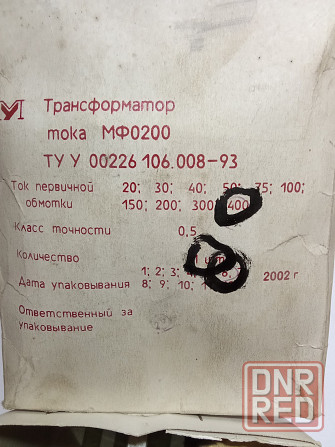 Трансформатор
тока МФ0200
ТУ У 00226 106.008-93
Ток первичной 20; 30; 40; 50; 75; 100;
обмотки 150; 200; 300; 400
Класс точности 0,5
Количество 1
1; 2; 3; 4;
Дата упаковывания 8; 9; 10; 2002 г
Ответственный за
упаковывание
DNR
RED